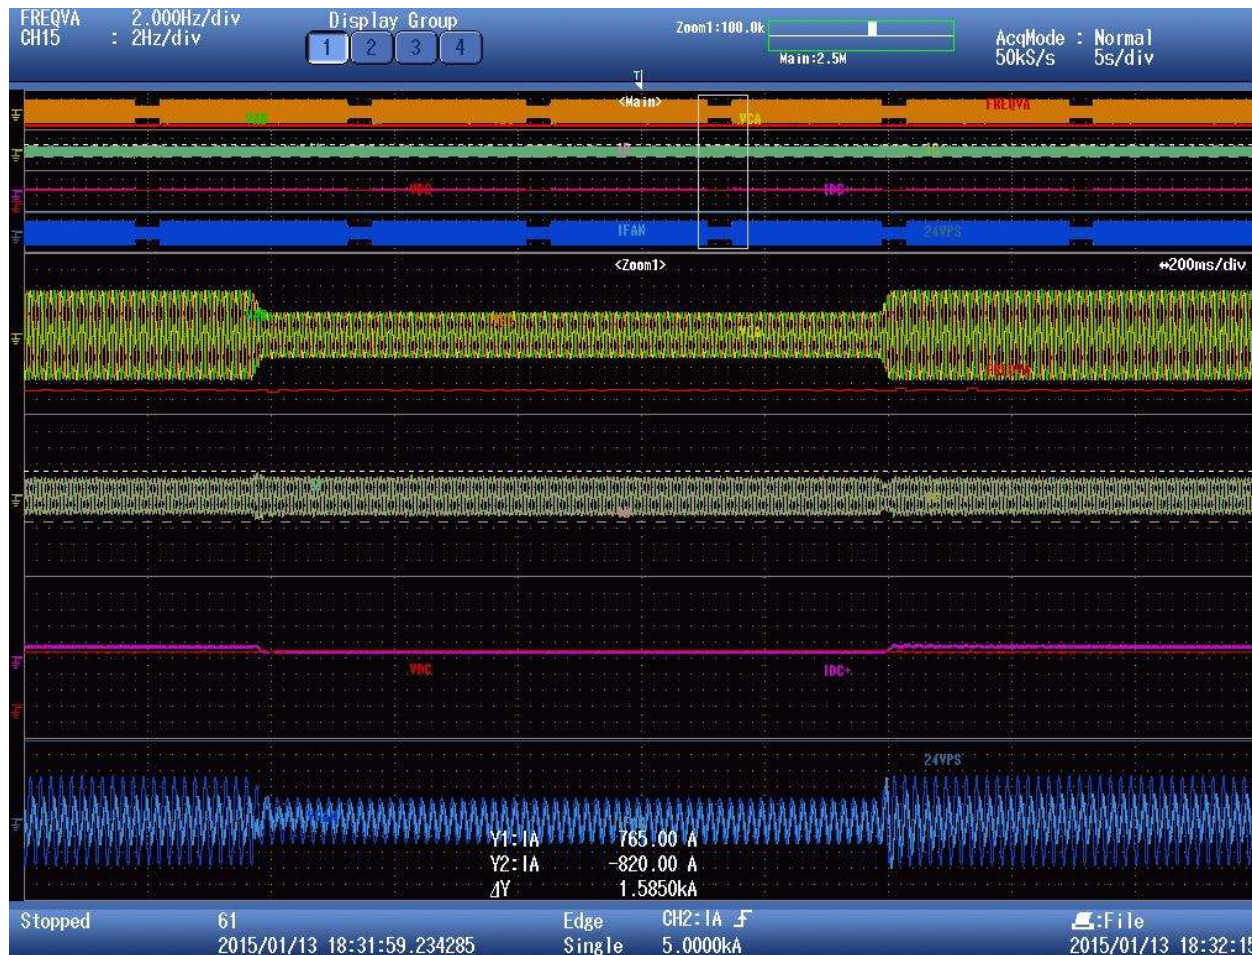 FREQVA 2.000Hz/div
CH15 : 2Hz/div
Display Group
1 2 3 4
Zoom1:100.0k
Main:2.5M
AcqMode : Normal
50kS/s 5s/div
T
<Main>
FREQVA
VAB
VCA
VDC
IDC
IFAN
24VPS
<Zoom1>
↔200ms/div
VCA
FREQVA
VDC
IDC+
24VPS
Y1:IA 765.00 A
Y2:IA -820.00 A
ΔY 1.5850kA
Stopped 61 Edge CH2:IA
:File
2015/01/13 18:31:59.234285 Single 5.0000kA 2015/01/13 18:32:15